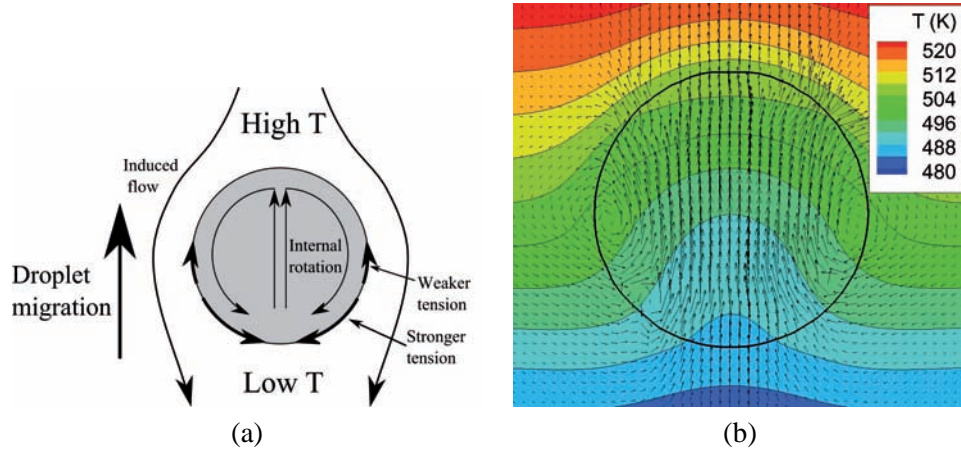 High T
Induced
flow
Internal
rotation
Droplet
migration
Weaker
tension
Stronger
tension
Low T
(a)
T (K)
520
512
504
496
488
480
(b)